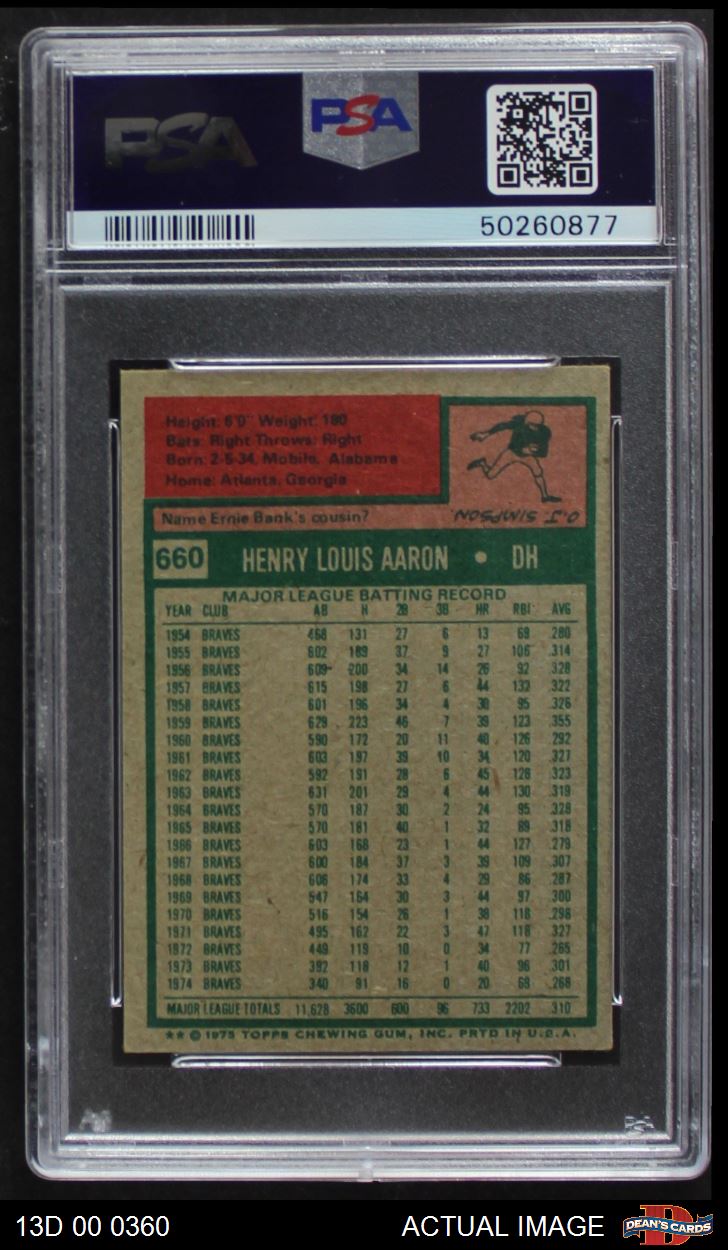 PSA
PSA
50260877
Height: 6'0" Weight: 180
Bats: Right Throws: Right
Born: 2-5-34, Mobile, Alabama
Home: Atlanta, Georgia
Name Ernie Bank's cousin?
O.J. SIMPSON
660 HENRY LOUIS AARON • DH
MAJOR LEAGUE BATTING RECORD
YEAR CLUB AB H 2B 3B HR RBI AVG
1954 BRAVES 468 131 27 6 13 69 .280
1955 BRAVES 602 189 37 9 27 106 .314
1956 BRAVES 609 200 34 14 26 92 .328
1957 BRAVES 615 198 27 6 44 132 .322
1958 BRAVES 601 196 34 4 30 95 .326
1959 BRAVES 629 223 46 7 39 123 .355
1960 BRAVES 590 172 20 11 40 126 .292
1961 BRAVES 603 197 39 10 34 120 .327
1962 BRAVES 592 191 28 6 45 128 .323
1963 BRAVES 631 201 29 4 44 130 .319
1964 BRAVES 570 187 30 2 24 95 .328
1965 BRAVES 570 181 40 1 32 89 .318
1966 BRAVES 603 168 23 1 44 127 .279
1967 BRAVES 600 184 37 3 39 109 .307
1968 BRAVES 606 174 33 4 29 86 .287
1969 BRAVES 547 164 30 3 44 97 .300
1970 BRAVES 516 154 26 1 38 118 .298
1971 BRAVES 495 162 22 3 47 118 .327
1972 BRAVES 449 119 10 0 34 77 .265
1973 BRAVES 392 118 12 1 40 96 .301
1974 BRAVES 340 91 16 0 20 69 .268
MAJOR LEAGUE TOTALS 11,628 3600 600 96 733 2202 .310
★★ © 1975 TOPPS CHEWING GUM, INC. PRTD IN U.S.A.
PSA
13D 00 0360 ACTUAL IMAGE
DEAN'S CARDS